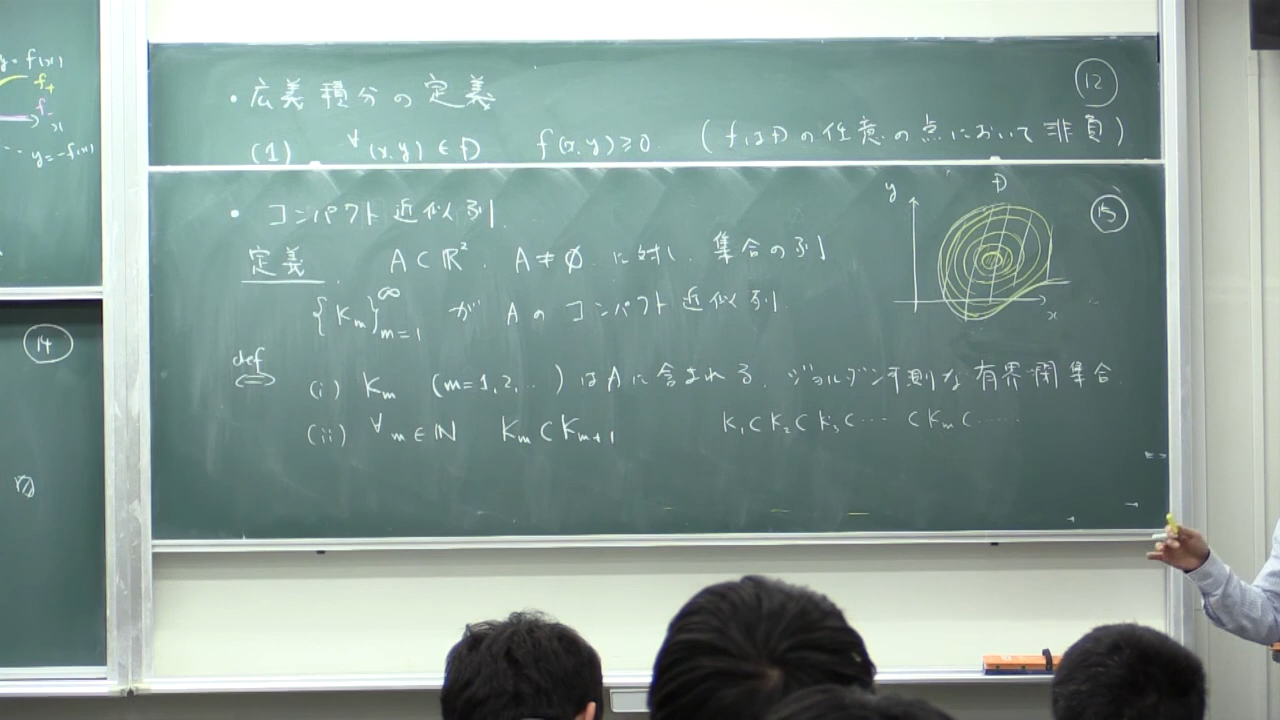 y=f(x)
f+
f-
x
y=-f(x)
14
・広義積分の定義
12
(1) ∀(x,y)∈D f(x,y)≥0 (fはDの任意の点において非負)
・コンパクト近似列
15
定義. A⊂ℝ². A≠∅ に対し, 集合の列
{Km}∞m=1 が Aのコンパクト近似列
def
(i) Km (m=1,2,…) はAに含まれる, ジョルダン可測な有界閉集合.
(ii) ∀m∈ℕ Km⊂Km+1 K1⊂K2⊂K3⊂…⊂Km⊂……
y
D
x